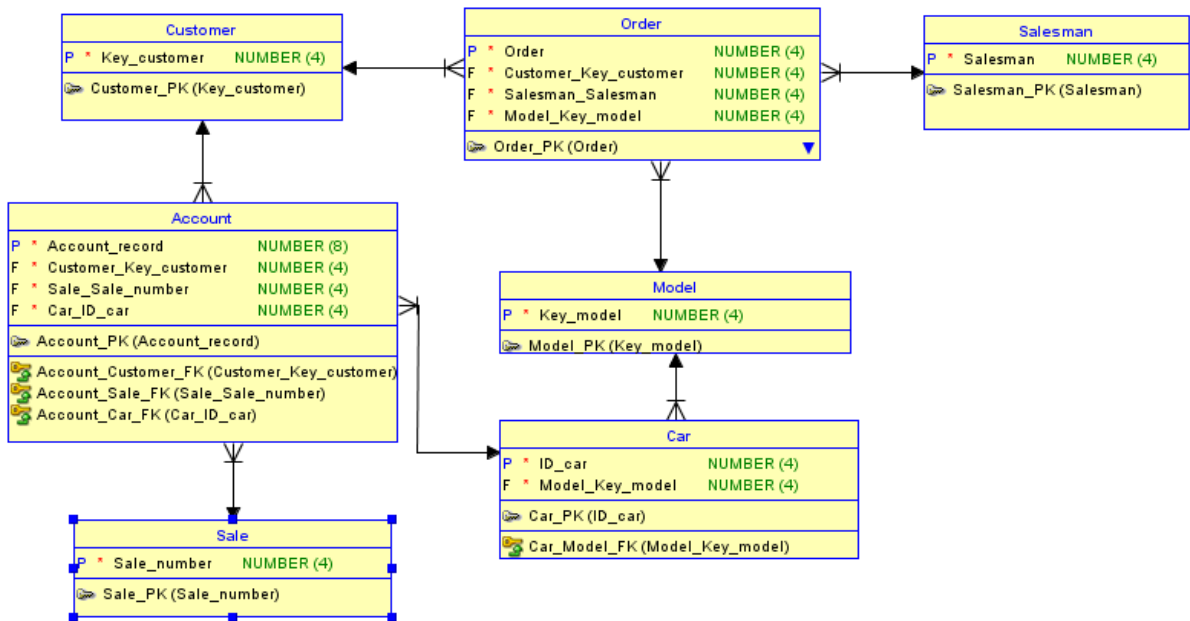 Customer
P * Key_customer NUMBER (4)
Customer_PK (Key_customer)
Order
P * Order NUMBER (4)
F * Customer_Key_customer NUMBER (4)
F * Salesman_Salesman NUMBER (4)
F * Model_Key_model NUMBER (4)
Order_PK (Order)
Salesman
P * Salesman NUMBER (4)
Salesman_PK (Salesman)
Account
P * Account_record NUMBER (8)
F * Customer_Key_customer NUMBER (4)
F * Sale_Sale_number NUMBER (4)
F * Car_ID_car NUMBER (4)
Account_PK (Account_record)
Account_Customer_FK (Customer_Key_customer)
Account_Sale_FK (Sale_Sale_number)
Account_Car_FK (Car_ID_car)
Model
P * Key_model NUMBER (4)
Model_PK (Key_model)
Car
P * ID_car NUMBER (4)
F * Model_Key_model NUMBER (4)
Car_PK (ID_car)
Car_Model_FK (Model_Key_model)
Sale
P * Sale_number NUMBER (4)
Sale_PK (Sale_number)